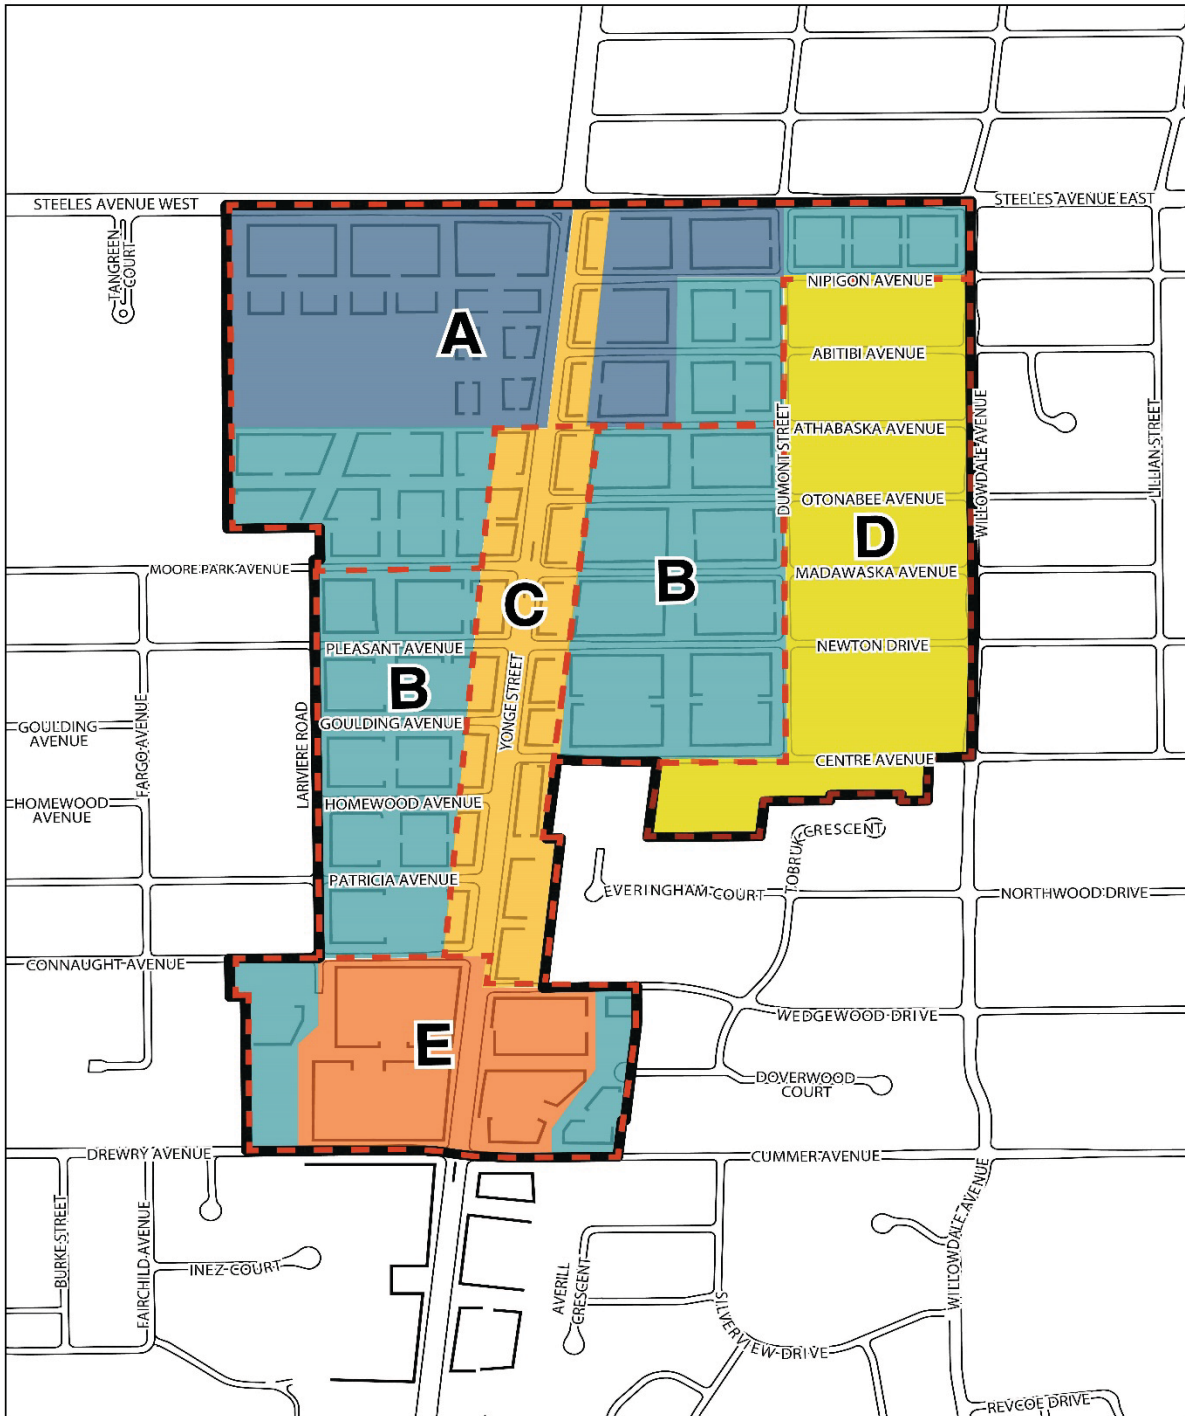 STEELES AVENUE WEST
STEELES AVENUE EAST
TANGREEN
COURT
NIPIGON AVENUE
A
ABITIBI AVENUE
DUMONT STREET
ATHABASKA AVENUE
WILLOWDALE AVENUE
LILLIAN STREET
OTONABEE AVENUE
D
MOORE PARK AVENUE
MADAWASKA AVENUE
B
C
PLEASANT AVENUE
NEWTON DRIVE
B
YONGE STREET
GOULDING
AVENUE
FARGO AVENUE
LARIVIERE ROAD
GOULDING AVENUE
CENTRE AVENUE
HOMEWOOD
AVENUE
HOMEWOOD AVENUE
TOBRUK CRESCENT
PATRICIA AVENUE
EVERINGHAM COURT
NORTHWOOD DRIVE
CONNAUGHT AVENUE
WEDGEWOOD DRIVE
E
DOVERWOOD
COURT
DREWRY AVENUE
CUMMER AVENUE
BURKE STREET
FAIRCHILD AVENUE
INEZ COURT
AVERILL
CRESCENT
WILLOWDALE AVENUE
SILVERVIEW DRIVE
REVCOE DRIVE